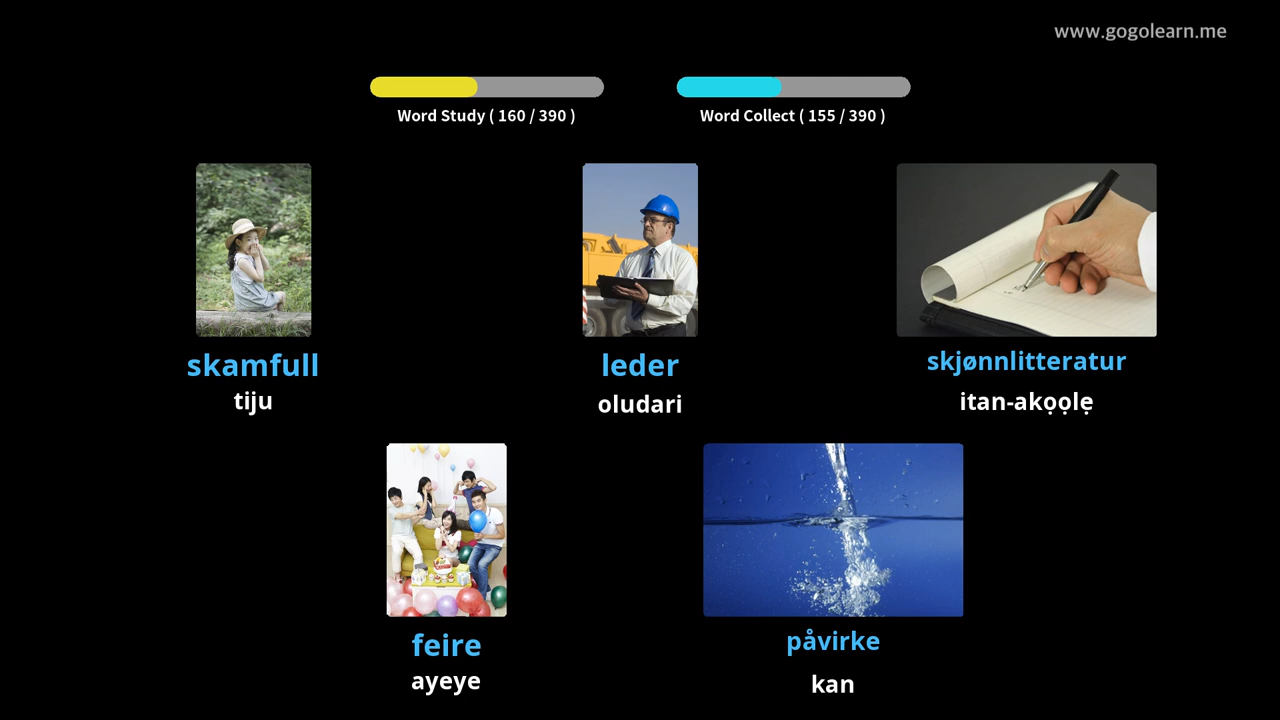 www.gogolearn.me
Word Study ( 160 / 390 )
Word Collect ( 155 / 390 )
skamfull
tiju
leder
oludari
skjønnlitteratur
itan-akọọlẹ
feire
ayeye
påvirke
kan